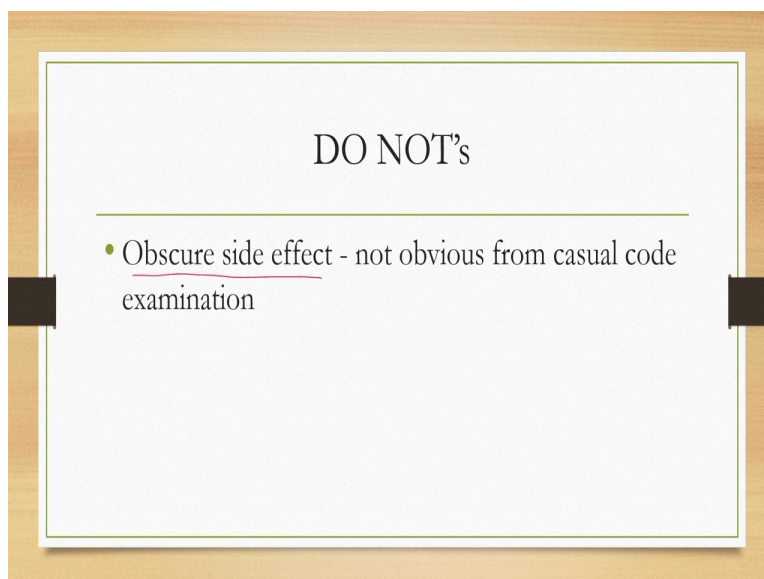 DO NOT's
• Obscure side effect - not obvious from casual code
examination